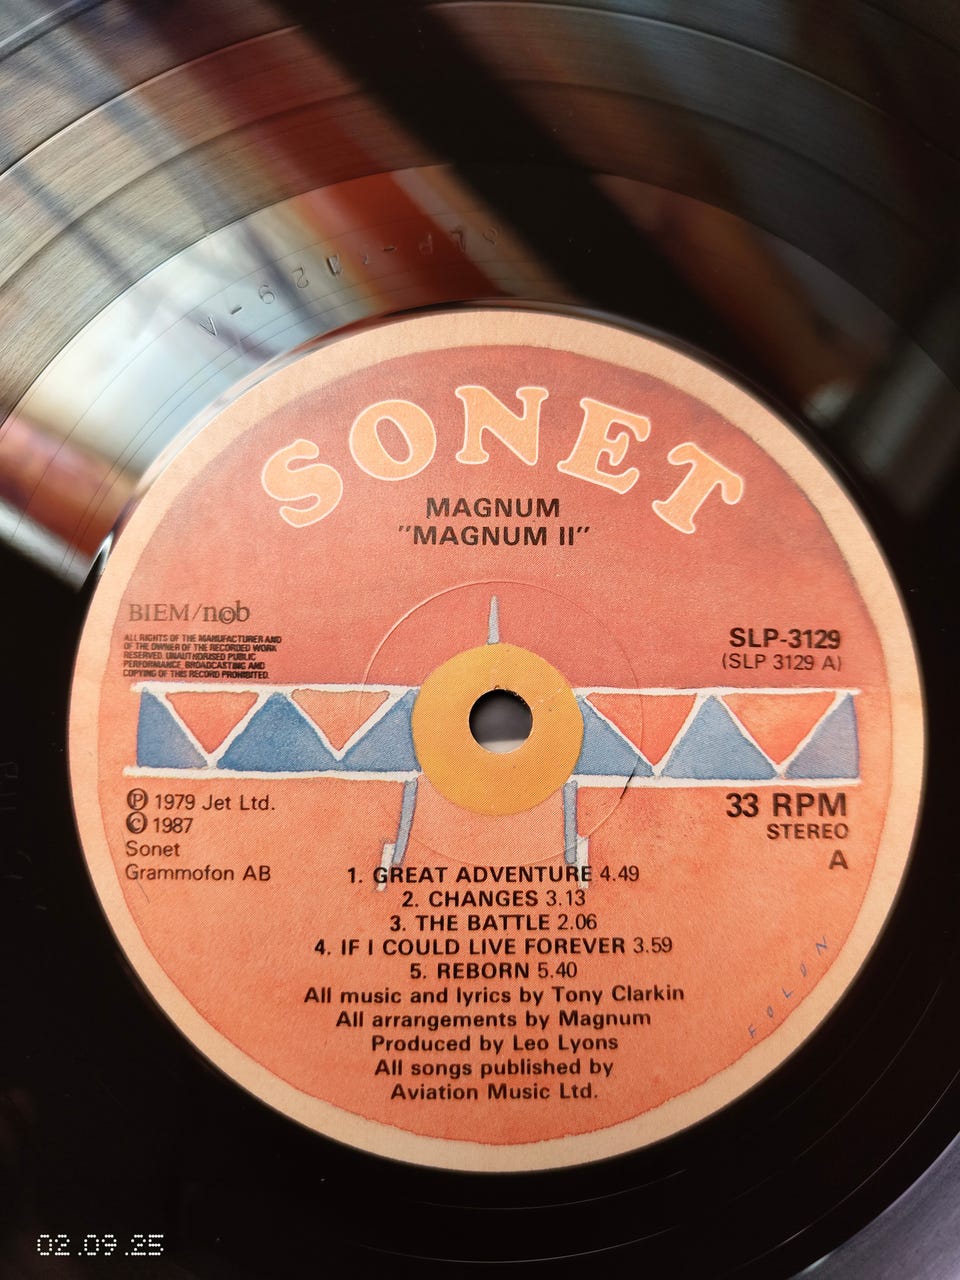 SLP-3129-A
SONET
MAGNUM
"MAGNUM II"
BIEM/ncb
ALL RIGHTS OF THE MANUFACTURER AND
OF THE OWNER OF THE RECORDED WORK
RESERVED. UNAUTHORISED PUBLIC
PERFORMANCE, BROADCASTING AND
COPYING OF THIS RECORD PROHIBITED.
SLP-3129
(SLP 3129 A)
℗ 1979 Jet Ltd.
© 1987
Sonet
Grammofon AB
33 RPM
STEREO
A
1. GREAT ADVENTURE 4.49
2. CHANGES 3.13
3. THE BATTLE 2.06
4. IF I COULD LIVE FOREVER 3.59
5. REBORN 5.40
All music and lyrics by Tony Clarkin
All arrangements by Magnum
Produced by Leo Lyons
All songs published by
Aviation Music Ltd.
FOLON
02.09.25